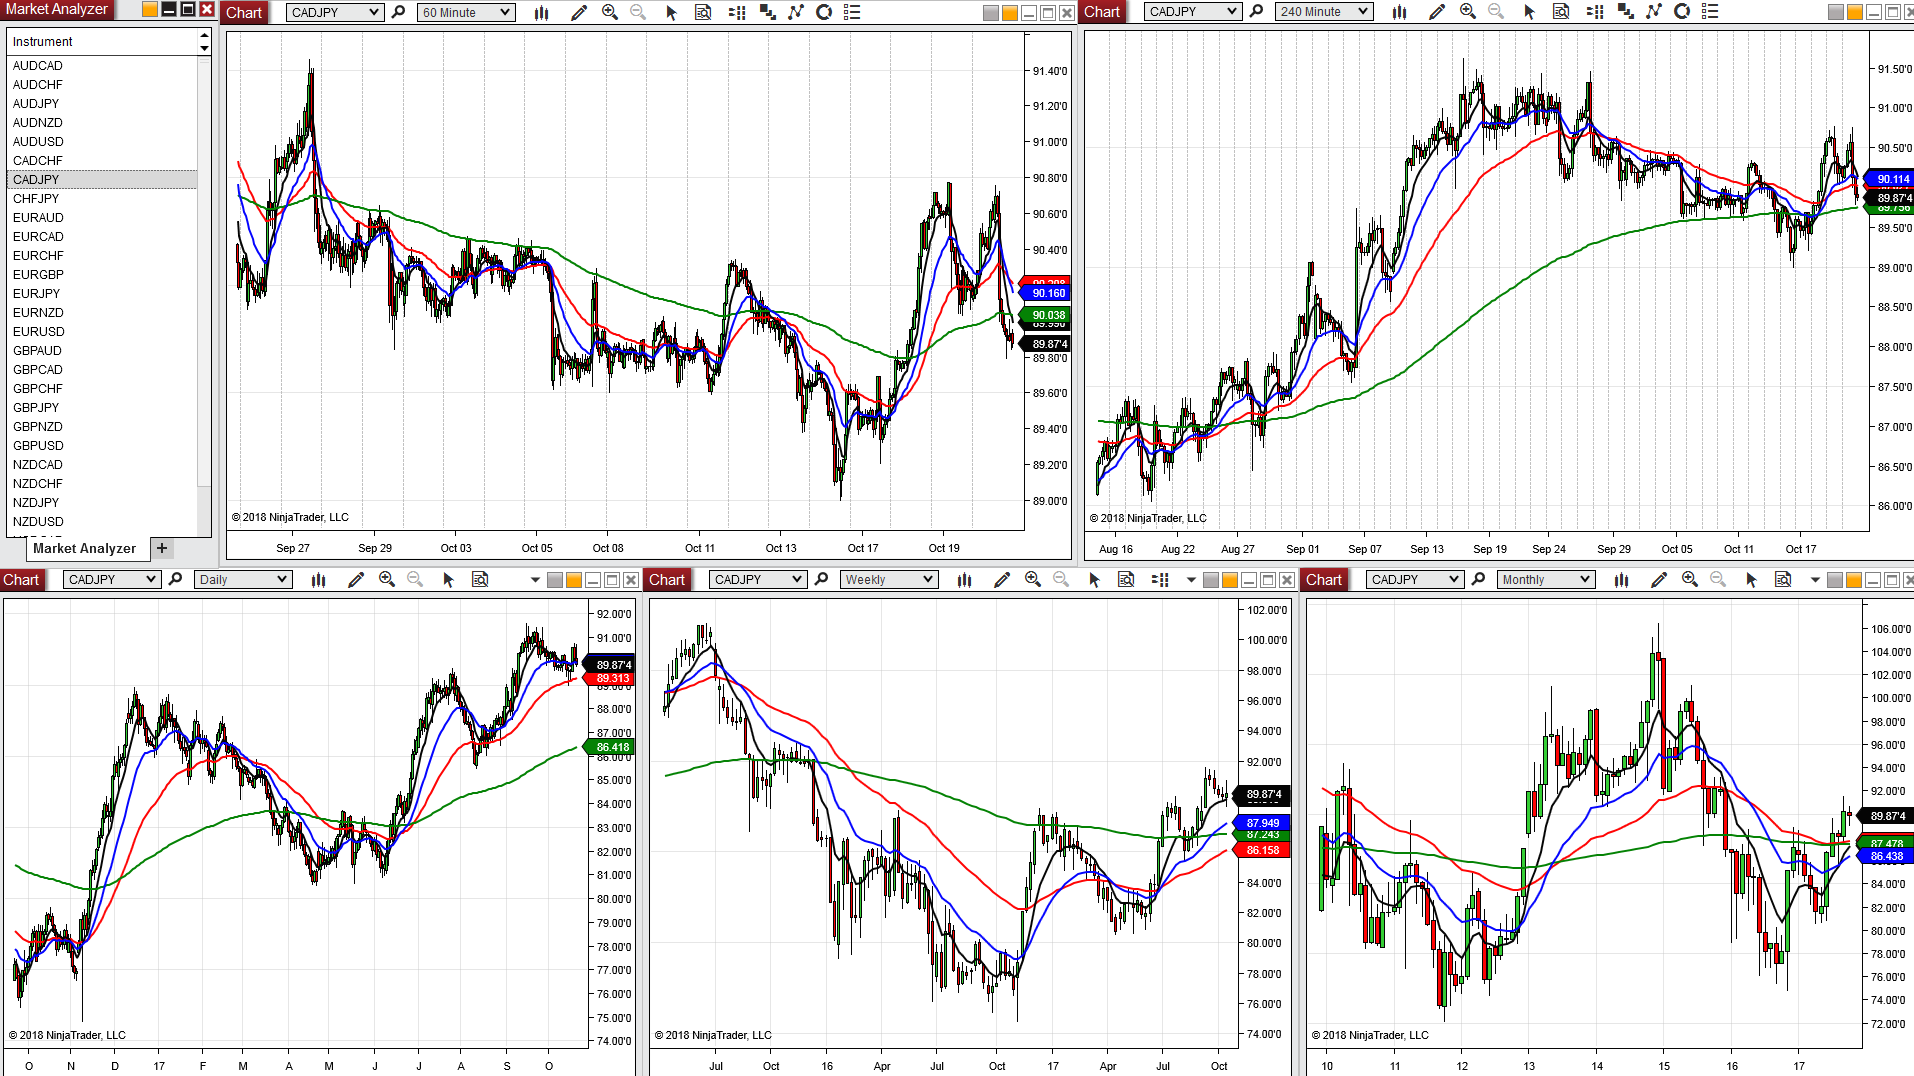 Market Analyzer
Instrument
AUDCAD
AUDCHF
AUDJPY
AUDNZD
AUDUSD
CADCHF
CADJPY
CHFJPY
EURAUD
EURCAD
EURCHF
EURGBP
EURJPY
EURNZD
EURUSD
GBPAUD
GBPCAD
GBPCHF
GBPJPY
GBPNZD
GBPUSD
NZDCAD
NZDCHF
NZDJPY
NZDUSD
Market Analyzer +
Chart CADJPY 60 Minute
91.40'0
91.20'0
91.00'0
90.80'0
90.60'0
90.40'0
90.160
90.038
89.87'4
89.80'0
89.60'0
89.40'0
89.20'0
89.00'0
© 2018 NinjaTrader, LLC
Sep 27 Sep 29 Oct 03 Oct 05 Oct 08 Oct 11 Oct 13 Oct 17 Oct 19
Chart CADJPY 240 Minute
91.50'0
91.00'0
90.50'0
90.114
89.87'4
89.756
89.50'0
89.00'0
88.50'0
88.00'0
87.50'0
87.00'0
86.50'0
86.00'0
© 2018 NinjaTrader, LLC
Aug 16 Aug 22 Aug 27 Sep 01 Sep 07 Sep 13 Sep 19 Sep 24 Sep 29 Oct 05 Oct 11 Oct 17
Chart CADJPY Daily
92.00'0
91.00'0
89.87'4
89.313
89.00'0
88.00'0
87.00'0
86.418
85.00'0
84.00'0
83.00'0
82.00'0
81.00'0
80.00'0
79.00'0
78.00'0
77.00'0
76.00'0
75.00'0
74.00'0
© 2018 NinjaTrader, LLC
O N D 17 F M A M J J A S O
Chart CADJPY Weekly
102.00'0
100.00'0
98.00'0
96.00'0
94.00'0
92.00'0
89.87'4
87.949
87.243
86.158
84.00'0
82.00'0
80.00'0
78.00'0
76.00'0
74.00'0
© 2018 NinjaTrader, LLC
Jul Oct 16 Apr Jul Oct 17 Apr Jul Oct
Chart CADJPY Monthly
106.00'0
104.00'0
102.00'0
100.00'0
98.00'0
96.00'0
94.00'0
92.00'0
89.87'4
87.478
86.438
84.00'0
82.00'0
80.00'0
78.00'0
76.00'0
74.00'0
72.00'0
© 2018 NinjaTrader, LLC
10 11 12 13 14 15 16 17